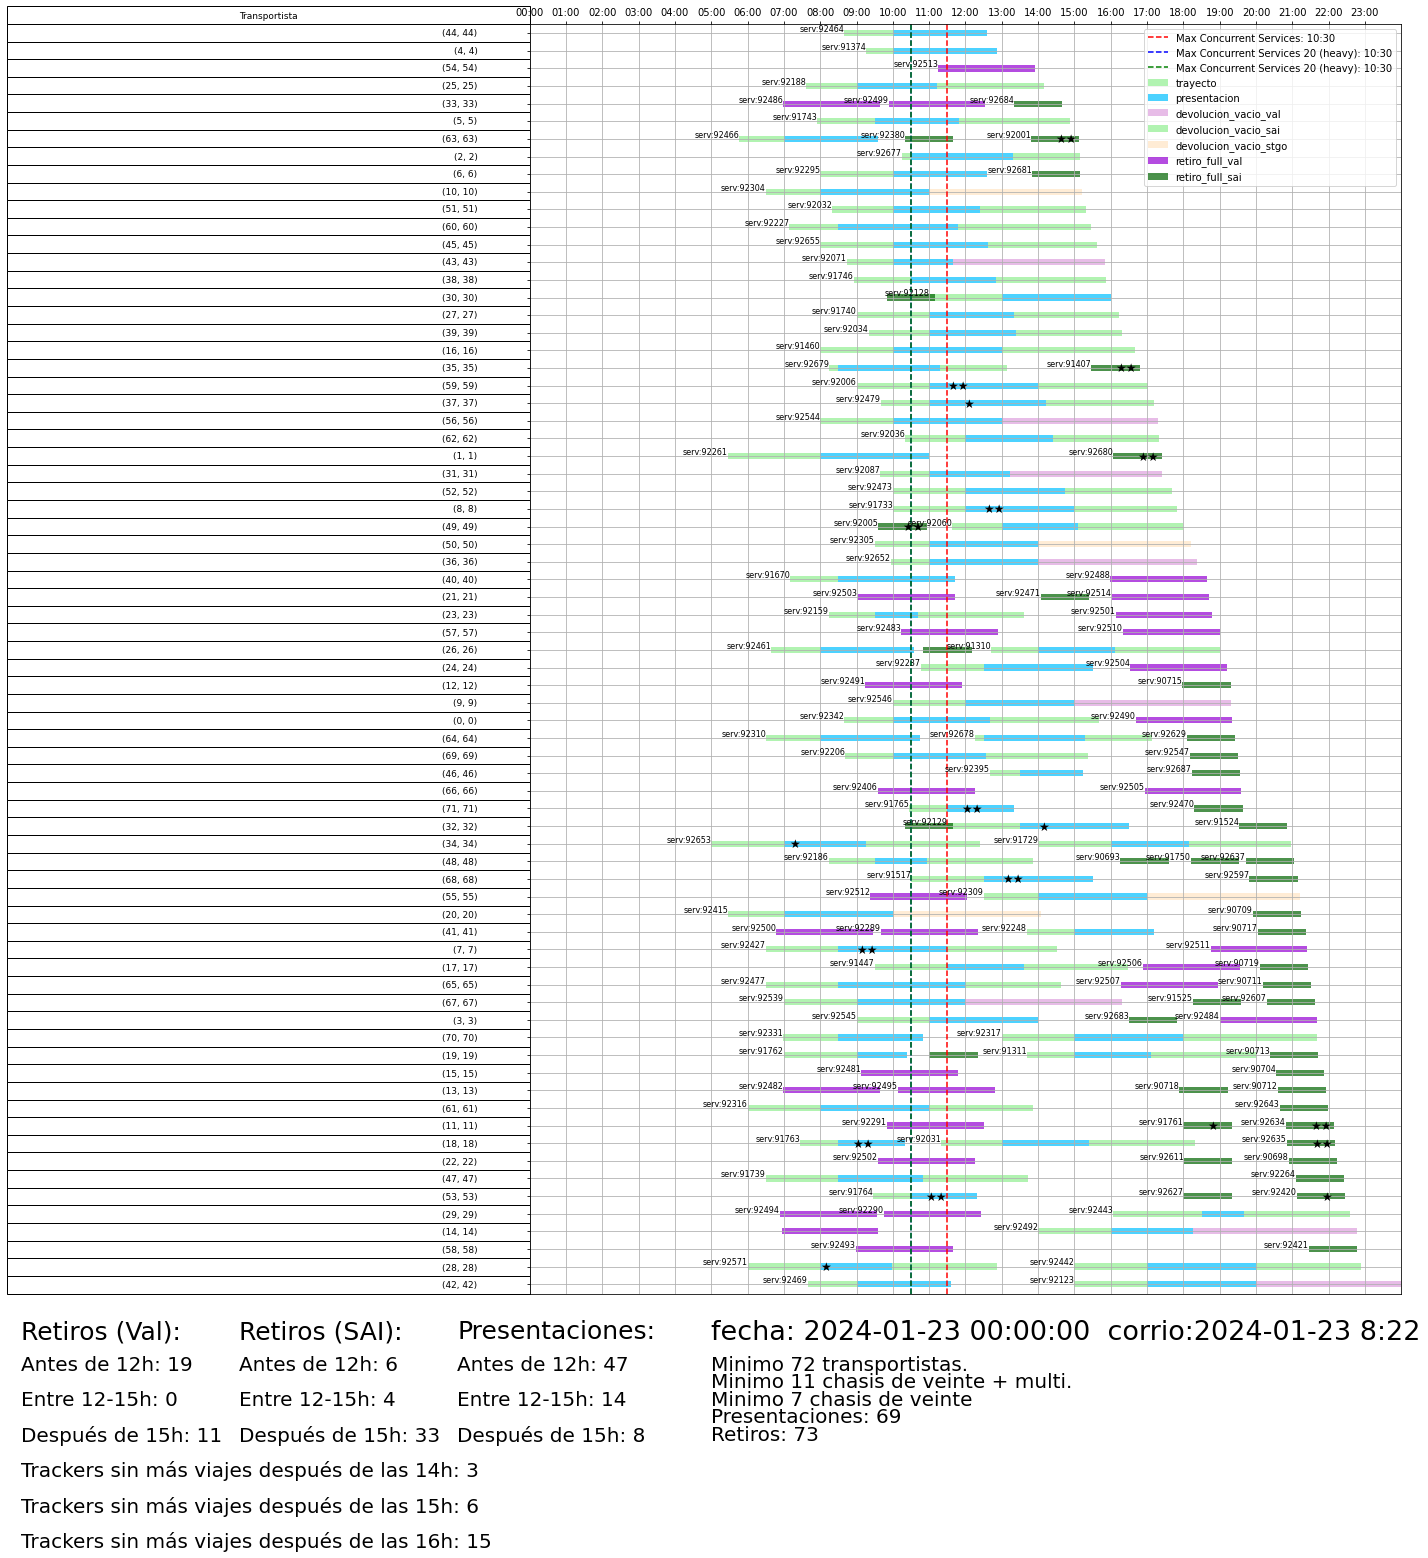 Transportista
00:00 01:00 02:00 03:00 04:00 05:00 06:00 07:00 08:00 09:00 10:00 11:00 12:00 13:00 14:00 15:00 16:00 17:00 18:00 19:00 20:00 21:00 22:00 23:00
Max Concurrent Services: 10:30
Max Concurrent Services 20 (heavy): 10:30
Max Concurrent Services 20 (heavy): 10:30
trayecto
presentacion
devolucion_vacio_val
devolucion_vacio_sai
devolucion_vacio_stgo
retiro_full_val
retiro_full_sai
(44, 44) serv:92464
(4, 4) serv:91374
(54, 54) serv:92513
(25, 25) serv:92188
(33, 33) serv:92486 serv:92499 serv:92684
(5, 5) serv:91743
(63, 63) serv:92466 serv:92380 serv:92001
(2, 2) serv:92677
(6, 6) serv:92295 serv:92681
(10, 10) serv:92304
(51, 51) serv:92032
(60, 60) serv:92227
(45, 45) serv:92655
(43, 43) serv:92071
(38, 38) serv:91746
(30, 30) serv:92128
(27, 27) serv:91740
(39, 39) serv:92034
(16, 16) serv:91460
(35, 35) serv:92679 serv:91407
(59, 59) serv:92006
(37, 37) serv:92479
(56, 56) serv:92544
(62, 62) serv:92036
(1, 1) serv:92261 serv:92680
(31, 31) serv:92087
(52, 52) serv:92473
(8, 8) serv:91733
(49, 49) serv:92005 serv:92060
(50, 50) serv:92305
(36, 36) serv:92652
(40, 40) serv:91670 serv:92488
(21, 21) serv:92503 serv:92471 serv:92514
(23, 23) serv:92159 serv:92501
(57, 57) serv:92483 serv:92510
(26, 26) serv:92461 serv:91310
(24, 24) serv:92287 serv:92504
(12, 12) serv:92491 serv:90715
(9, 9) serv:92546
(0, 0) serv:92342 serv:92490
(64, 64) serv:92310 serv:92678 serv:92629
(69, 69) serv:92206 serv:92547
(46, 46) serv:92395 serv:92687
(66, 66) serv:92406 serv:92505
(71, 71) serv:91765 serv:92470
(32, 32) serv:92129 serv:91524
(34, 34) serv:92653 serv:91729
(48, 48) serv:92186 serv:90693 serv:91750 serv:92637
(68, 68) serv:91517 serv:92597
(55, 55) serv:92512 serv:92309
(20, 20) serv:92415 serv:90709
(41, 41) serv:92500 serv:92289 serv:92248 serv:90717
(7, 7) serv:92427 serv:92511
(17, 17) serv:91447 serv:92506 serv:90719
(65, 65) serv:92477 serv:92507 serv:90711
(67, 67) serv:92539 serv:91525 serv:92607
(3, 3) serv:92545 serv:92683 serv:92484
(70, 70) serv:92331 serv:92317
(19, 19) serv:91762 serv:91311 serv:90713
(15, 15) serv:92481 serv:90704
(13, 13) serv:92482 serv:92495 serv:90718 serv:90712
(61, 61) serv:92316 serv:92643
(11, 11) serv:92291 serv:91761 serv:92634
(18, 18) serv:91763 serv:92031 serv:92635
(22, 22) serv:92502 serv:92611 serv:90698
(47, 47) serv:91739 serv:92264
(53, 53) serv:91764 serv:92627 serv:92420
(29, 29) serv:92494 serv:92290 serv:92443
(14, 14) serv:92492
(58, 58) serv:92493 serv:92421
(28, 28) serv:92571 serv:92442
(42, 42) serv:92469 serv:92123
Retiros (Val): Retiros (SAI): Presentaciones: fecha: 2024-01-23 00:00:00 corrio:2024-01-23 8:22
Antes de 12h: 19 Antes de 12h: 6 Antes de 12h: 47
Entre 12-15h: 0 Entre 12-15h: 4 Entre 12-15h: 14
Después de 15h: 11 Después de 15h: 33 Después de 15h: 8
Minimo 72 transportistas.
Minimo 11 chasis de veinte + multi.
Minimo 7 chasis de veinte
Presentaciones: 69
Retiros: 73
Trackers sin más viajes después de las 14h: 3
Trackers sin más viajes después de las 15h: 6
Trackers sin más viajes después de las 16h: 15